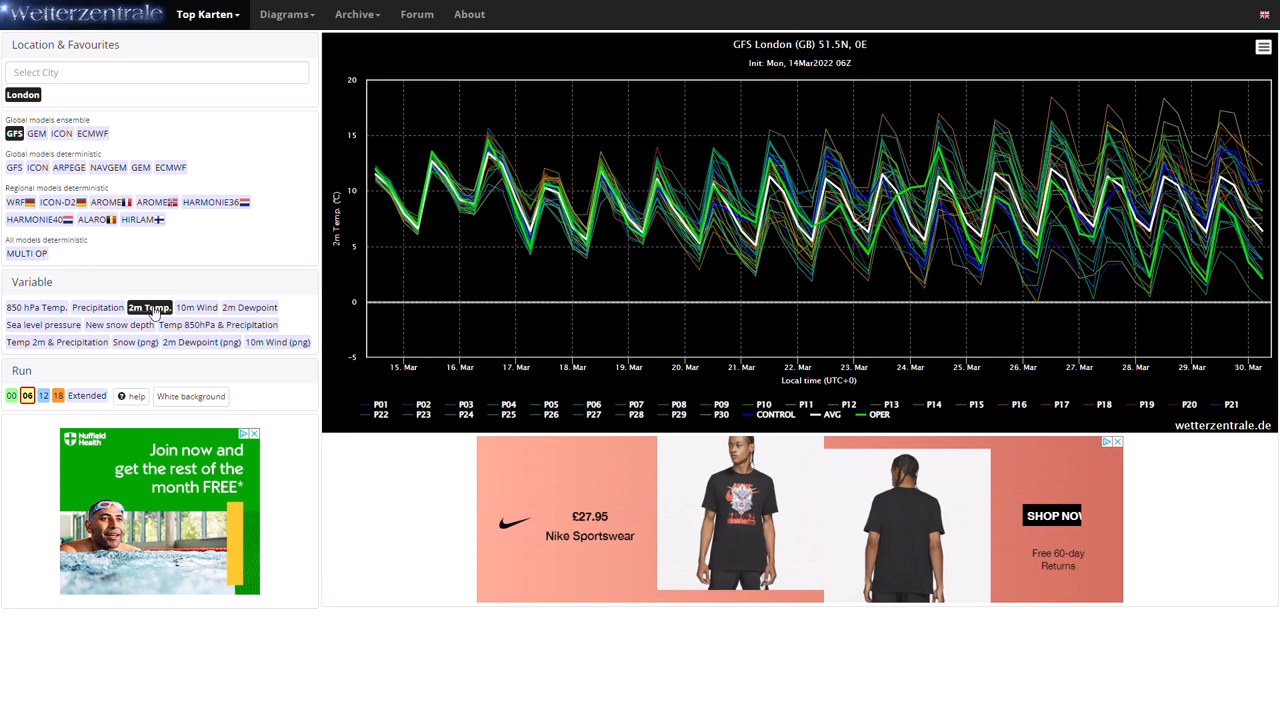 Wetterzentrale
Top Karten
Diagrams
Archive
Forum
About
Location & Favourites
Select City
London
Global models ensemble
GFS GEM ICON ECMWF
Global models deterministic
GFS ICON ARPEGE NAVGEM GEM ECMWF
Regional models deterministic
WRF ICON-D2 AROME AROME HARMONIE36
HARMONIE40 ALARO HIRLAM
All models deterministic
MULTI OP
Variable
850 hPa Temp. Precipitation 2m Temp. 10m Wind 2m Dewpoint
Sea level pressure New snow depth Temp 850hPa & Precipitation
Temp 2m & Precipitation Snow (png) 2m Dewpoint (png) 10m Wind (png)
Run
00 06 12 18 Extended help White background
GFS London (GB) 51.5N, 0E
Init: Mon, 14Mar2022 06Z
2m Temp. (°C)
20
15
10
5
0
-5
15. Mar 16. Mar 17. Mar 18. Mar 19. Mar 20. Mar 21. Mar 22. Mar 23. Mar 24. Mar 25. Mar 26. Mar 27. Mar 28. Mar 29. Mar 30. Mar
Local time (UTC+0)
P01 P02 P03 P04 P05 P06 P07 P08 P09 P10 P11 P12 P13 P14 P15 P16 P17 P18 P19 P20 P21
P22 P23 P24 P25 P26 P27 P28 P29 P30 CONTROL AVG OPER
wetterzentrale.de
Nuffield Health
Join now and
get the rest of the
month FREE*
£27.95
Nike Sportswear
SHOP NOW
Free 60-day
Returns